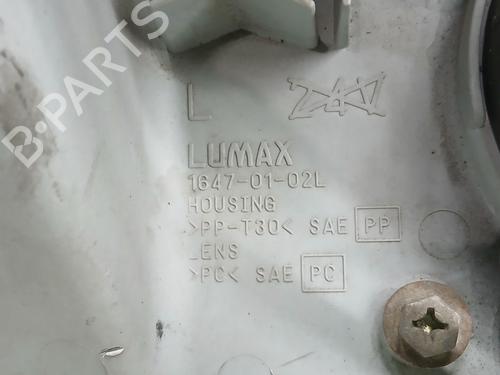 B-PARTS
L
LUMAX
1647-01-02L
HOUSING
>PP-T30< SAE PP
LENS
>PC< SAE PC